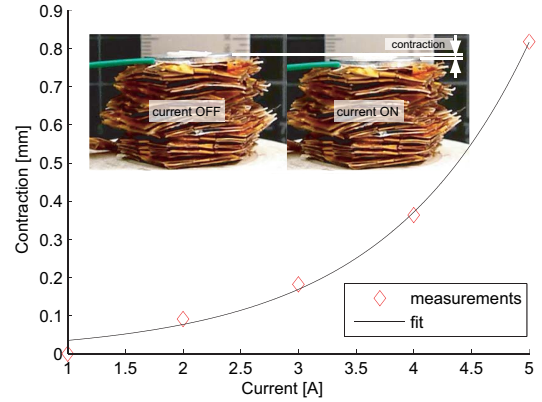 0.9
0.8
0.7
0.6
0.5
0.4
0.3
0.2
0.1
0
Contraction [mm]
contraction
current OFF
current ON
measurements
fit
1 1.5 2 2.5 3 3.5 4 4.5 5
Current [A]